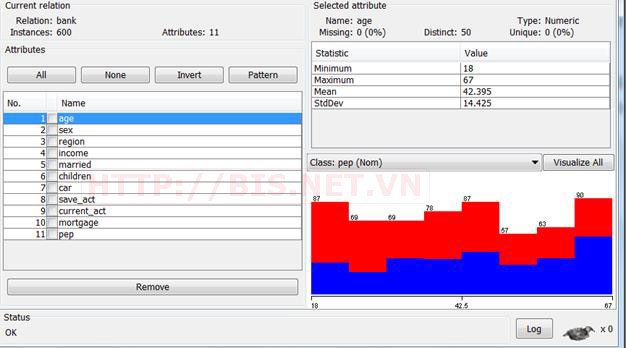 Current relation
Relation: bank
Instances: 600 Attributes: 11
Attributes
All None Invert Pattern
No. Name
1 age
2 sex
3 region
4 income
5 married
6 children
7 car
8 save_act
9 current_act
10 mortgage
11 pep
HTTP://BIS.NET.VN
Remove
Selected attribute
Name: age Type: Numeric
Missing: 0 (0%) Distinct: 50 Unique: 0 (0%)
Statistic Value
Minimum 18
Maximum 67
Mean 42.395
StdDev 14.425
Class: pep (Nom) Visualize All
87 69 69 78 87 57 63 90
18 42.5 67
Status
OK
Log x 0